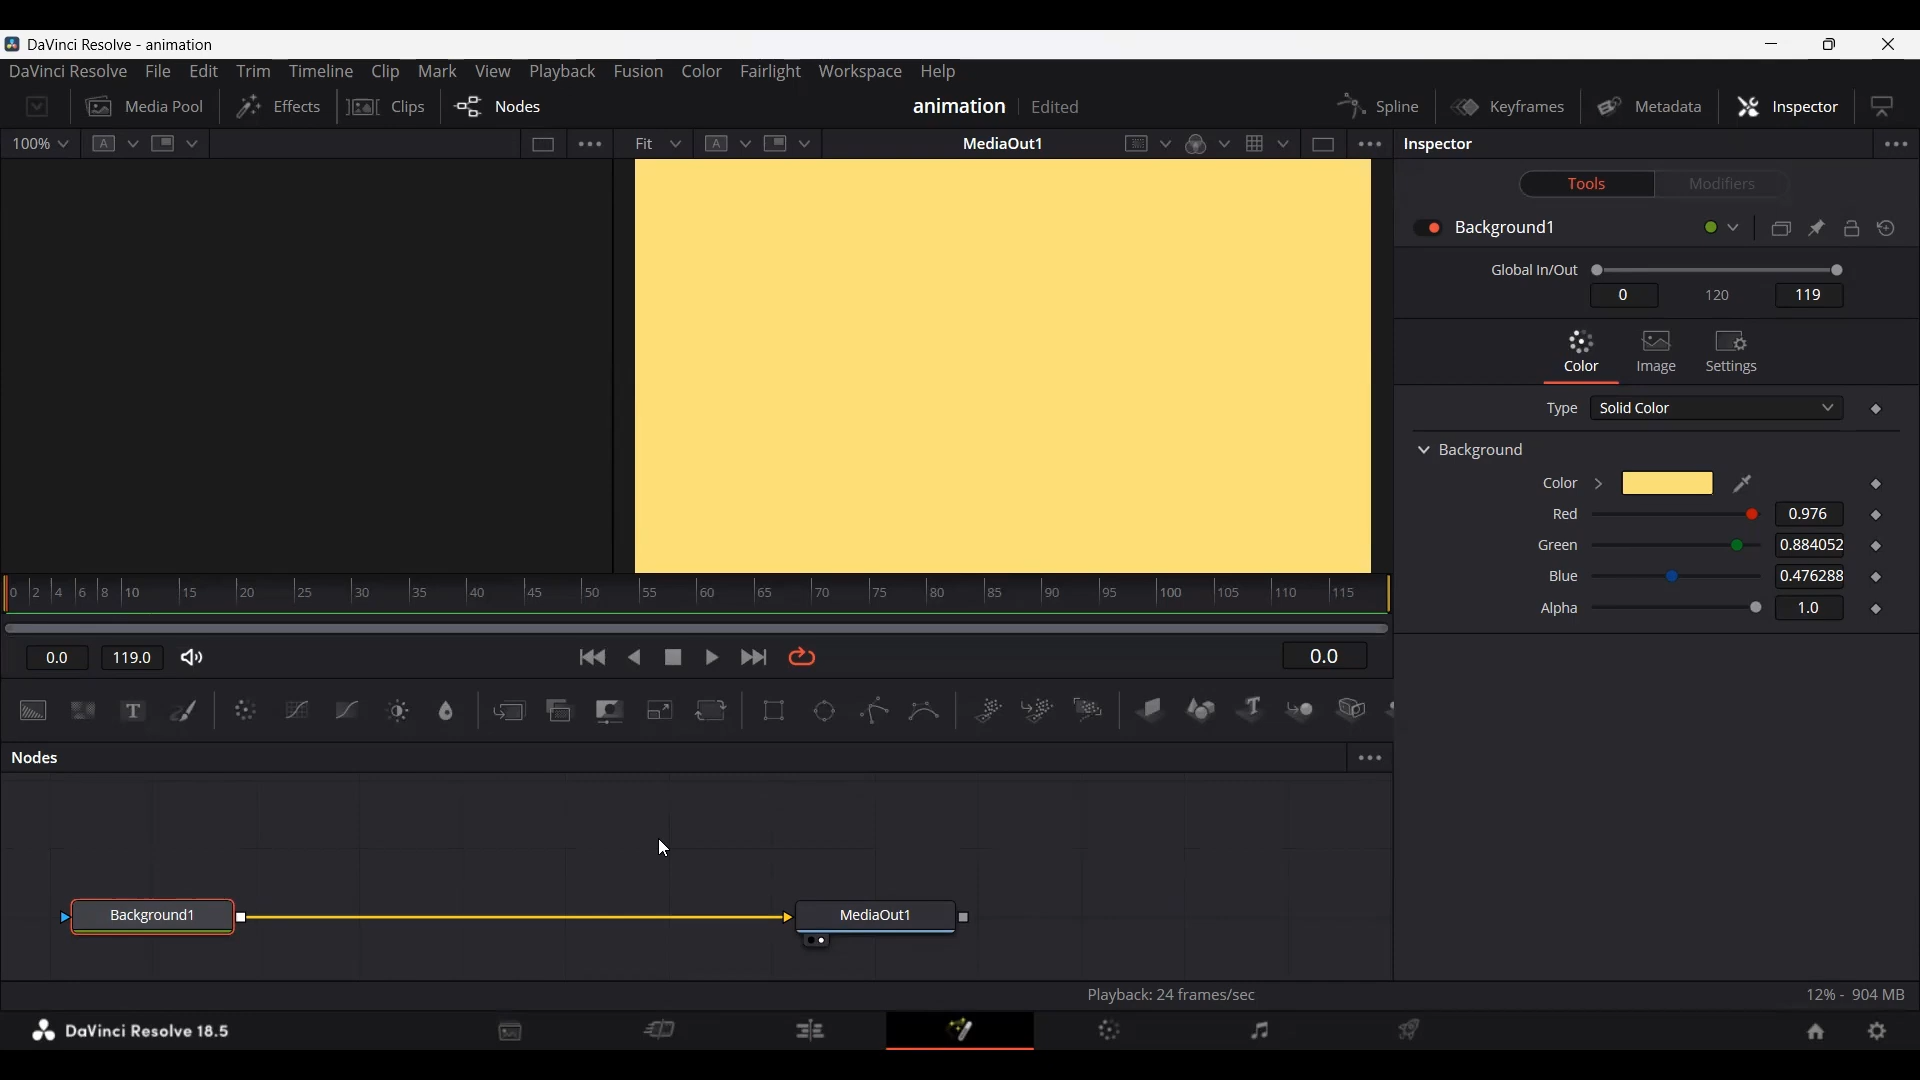 DaVinci Resolve - animation
DaVinci Resolve File Edit Trim Timeline Clip Mark View Playback Fusion Color Fairlight Workspace Help
Media Pool Effects Clips Nodes animation Edited Spline Keyframes Metadata Inspector
100% A Fit A MediaOut1 Inspector
Tools Modifiers
Background1
Global In/Out
0 120 119
Color Image Settings
Type Solid Color
Background
Color
Red 0.976
Green 0.884052
Blue 0.476288
Alpha 1.0
0 2 4 6 8 10 15 20 25 30 35 40 45 50 55 60 65 70 75 80 85 90 95 100 105 110 115
0.0 119.0 0.0
T T
Nodes
Background1 MediaOut1
Playback: 24 frames/sec 12% - 904 MB
DaVinci Resolve 18.5